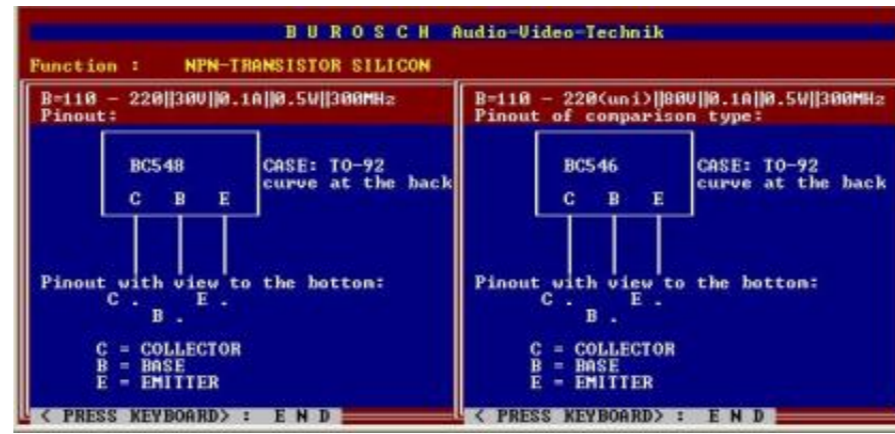 B U R O S C H Audio-Video-Technik
Function : NPN-TRANSISTOR SILICON
B=110 - 220||30V||0.1A||0.5W||300MHz
Pinout:
BC548
CASE: TO-92
curve at the back
C B E
Pinout with view to the bottom:
C . E .
B .
C = COLLECTOR
B = BASE
E = EMITTER
< PRESS KEYBOARD> : E N D
B=110 - 220(uni)||80V||0.1A||0.5W||300MHz
Pinout of comparison type:
BC546
CASE: TO-92
curve at the back
C B E
Pinout with view to the bottom:
C . E .
B .
C = COLLECTOR
B = BASE
E = EMITTER
< PRESS KEYBOARD> : E N D